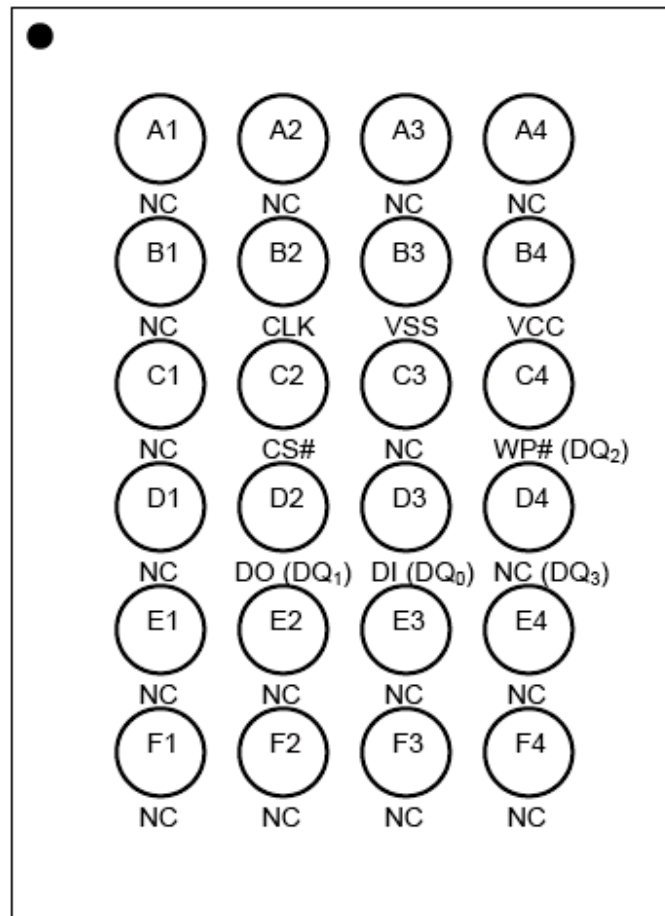 A1 A2 A3 A4
NC NC NC NC
B1 B2 B3 B4
NC CLK VSS VCC
C1 C2 C3 C4
NC CS# NC WP# (DQ₂)
D1 D2 D3 D4
NC DO (DQ₁) DI (DQ₀) NC (DQ₃)
E1 E2 E3 E4
NC NC NC NC
F1 F2 F3 F4
NC NC NC NC